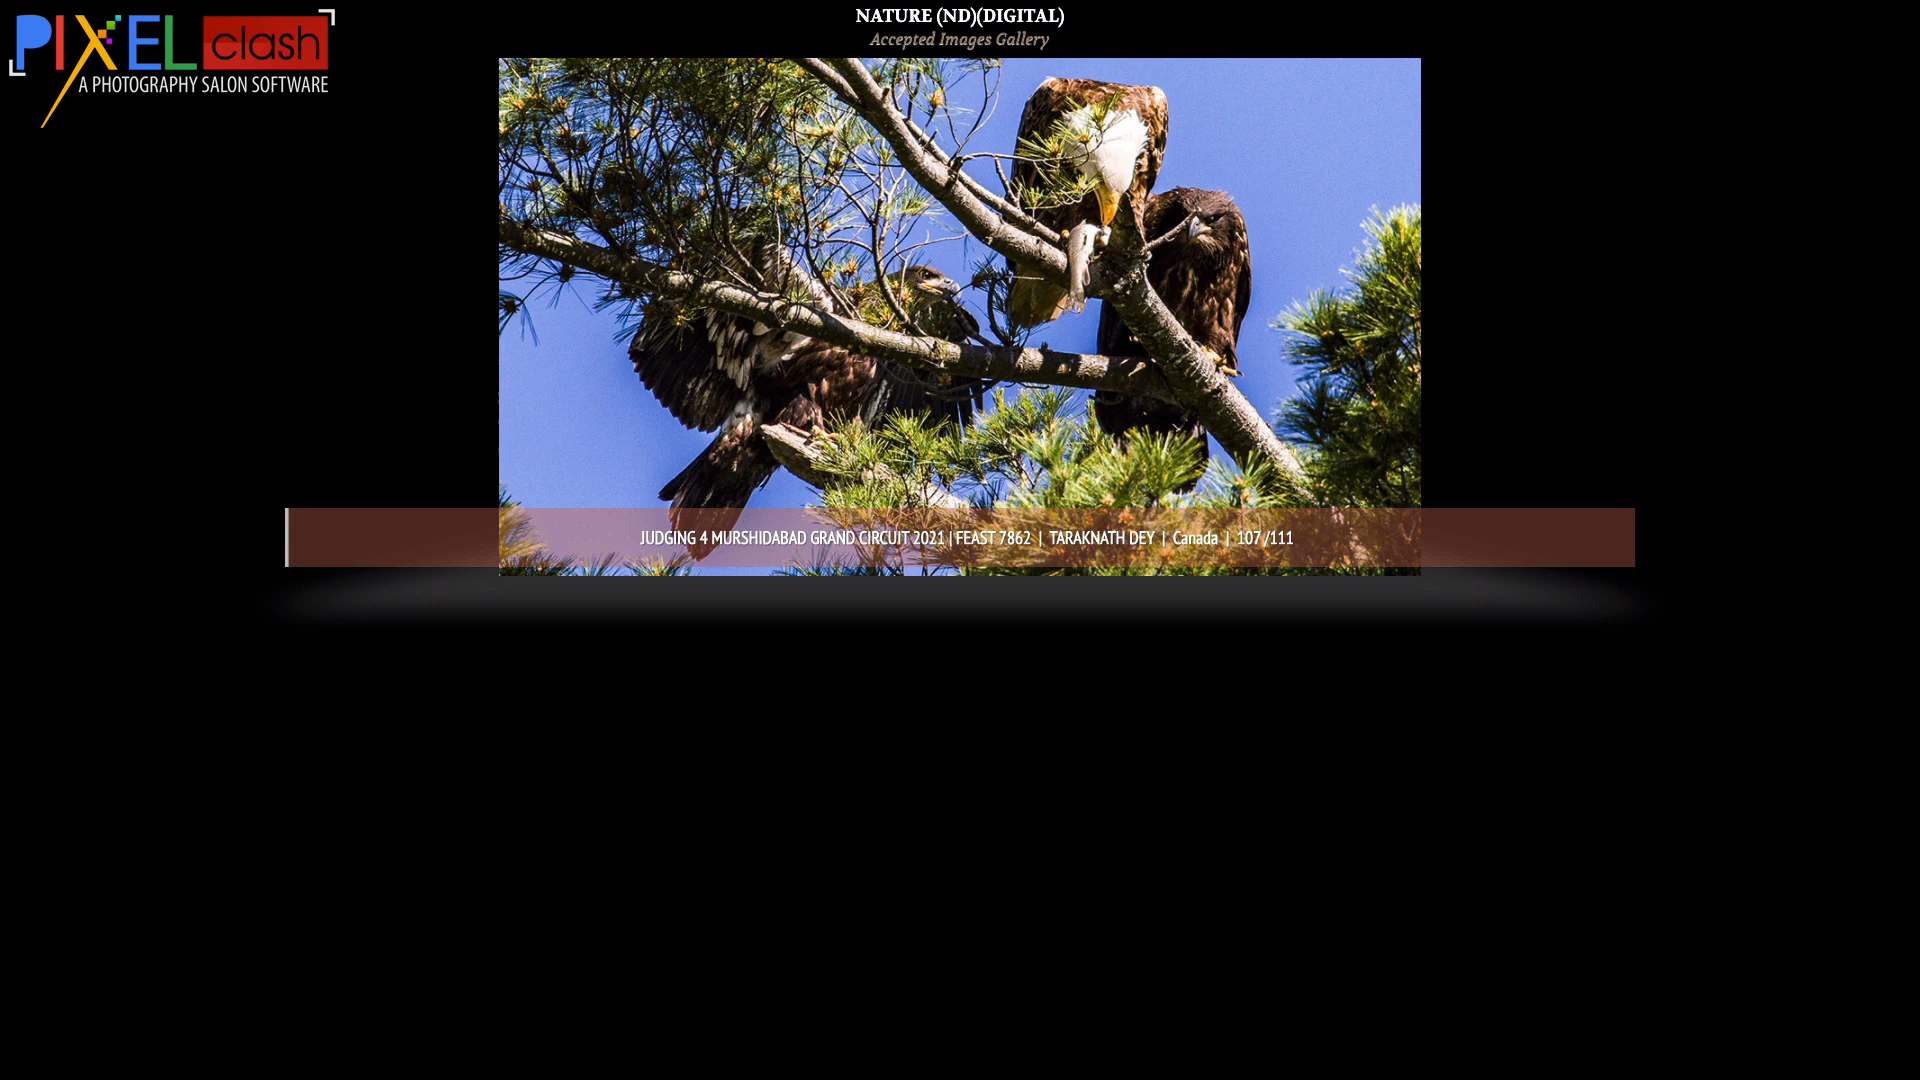 PIXEL clash
A PHOTOGRAPHY SALON SOFTWARE
NATURE (ND)(DIGITAL)
Accepted Images Gallery
JUDGING 4 MURSHIDABAD GRAND CIRCUIT 2021 | FEAST 7862 | TARAKNATH DEY | Canada | 107 /111